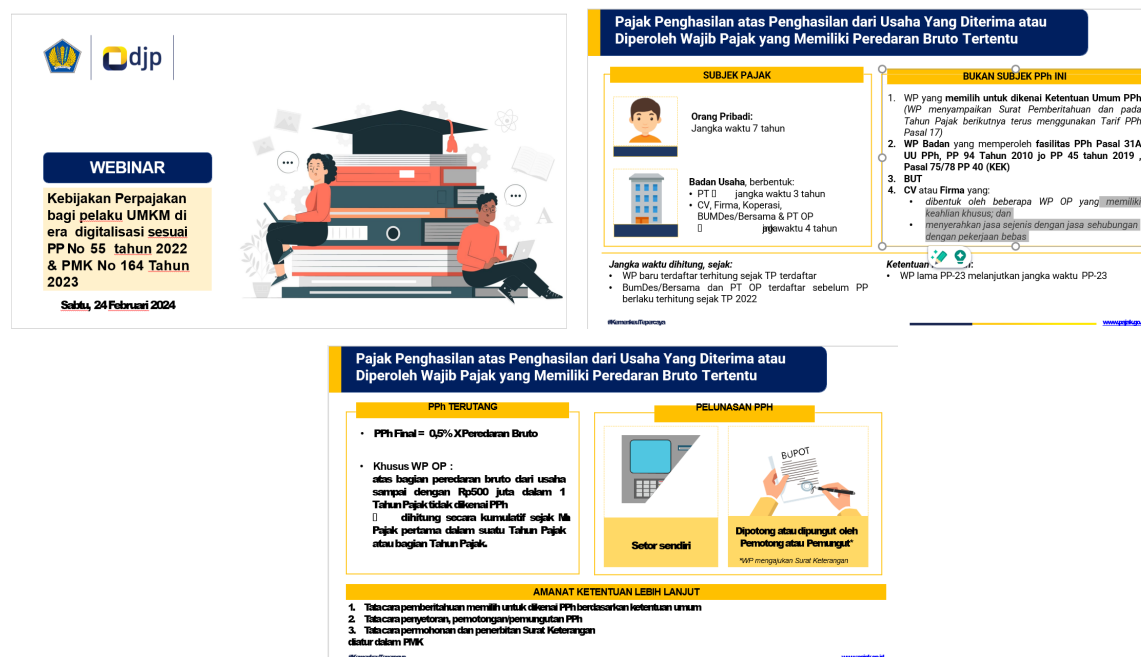 djp
WEBINAR
Kebijakan Perpajakan
bagi pelaku UMKM di
era digitalisasi sesuai
PP No 55 tahun 2022
& PMK No 164 Tahun
2023
Sabtu, 24 Februari 2024
A
Pajak Penghasilan atas Penghasilan dari Usaha Yang Diterima atau
Diperoleh Wajib Pajak yang Memiliki Peredaran Bruto Tertentu
SUBJEK PAJAK
Orang Pribadi:
Jangka waktu 7 tahun
Badan Usaha, berbentuk:
• PT jangka waktu 3 tahun
• CV, Firma, Koperasi,
BUMDes/Bersama & PT OP
waktu 4 tahun
BUKAN SUBJEK PPh INI
1. WP yang memilih untuk dikenai Ketentuan Umum PPh
(WP menyampaikan Surat Pemberitahuan dan pada
Tahun Pajak berikutnya terus menggunakan Tarif PPh
Pasal 17)
2. WP Badan yang memperoleh fasilitas PPh Pasal 31A
UU PPh, PP 94 Tahun 2010 jo PP 45 tahun 2019 ,
Pasal 75/78 PP 40 (KEK)
3. BUT
4. CV atau Firma yang:
• dibentuk oleh beberapa WP OP yang memiliki
keahlian khusus; dan
• menyerahkan jasa sejenis dengan jasa sehubungan
dengan pekerjaan bebas
Jangka waktu dihitung, sejak:
• WP baru terdaftar terhitung sejak TP terdaftar
• BumDes/Bersama dan PT OP terdaftar sebelum PP
berlaku terhitung sejak TP 2022
Ketentuan
• WP lama PP-23 melanjutkan jangka waktu PP-23
#KemenkeuTepercaya
www.pajak.go.
Pajak Penghasilan atas Penghasilan dari Usaha Yang Diterima atau
Diperoleh Wajib Pajak yang Memiliki Peredaran Bruto Tertentu
PPh TERUTANG
• PPh Final = 0,5% X Peredaran Bruto
• Khusus WP OP :
atas bagian peredaran bruto dari usaha
sampai dengan Rp500 juta dalam 1
Tahun Pajak tidak dikenai PPh
dihitung secara kumulatif sejak
Pajak pertama dalam suatu Tahun Pajak
atau bagian Tahun Pajak.
PELUNASAN PPH
BUPOT
Setor sendiri
Dipotong atau dipungut oleh
Pemotong atau Pemungut*
*WP mengajukan Surat Keterangan
AMANAT KETENTUAN LEBIH LANJUT
1. Tata cara pemberitahuan memilih untuk dikenai PPh berdasarkan ketentuan umum
2. Tata cara penyetoran, pemotongan/pemungutan PPh
3. Tata cara permohonan dan penerbitan Surat Keterangan
diatur dalam PMK